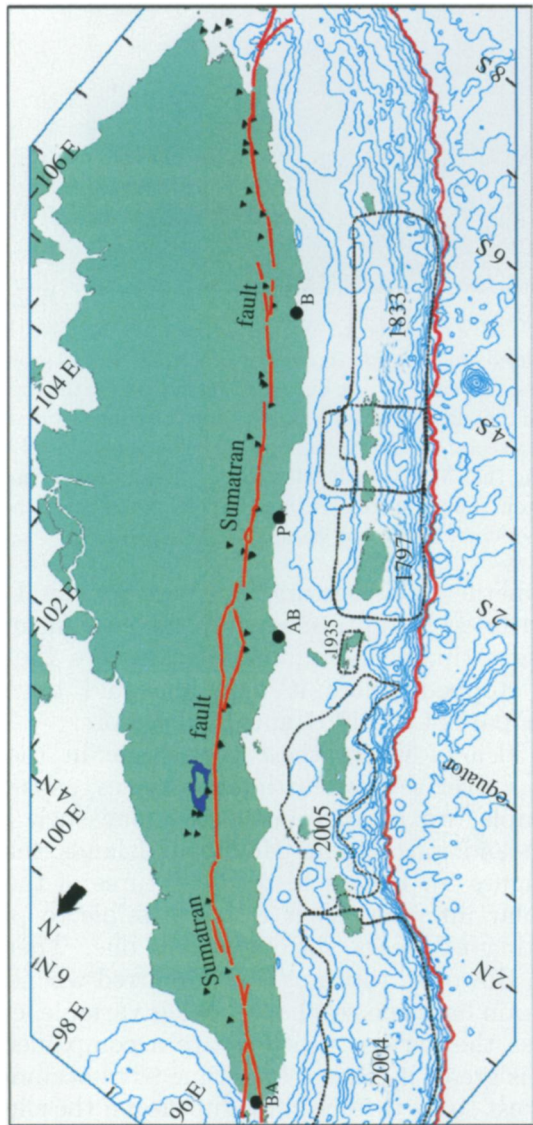 8 S
106 E
6 S
fault
B
1833
104 E
4 S
Sumatran
P
1797
102 E
2 S
AB
1935
fault
equator
4 N
2005
100 E
N
Sumatran
2 N
6 N
98 E
2004
96 E
BA